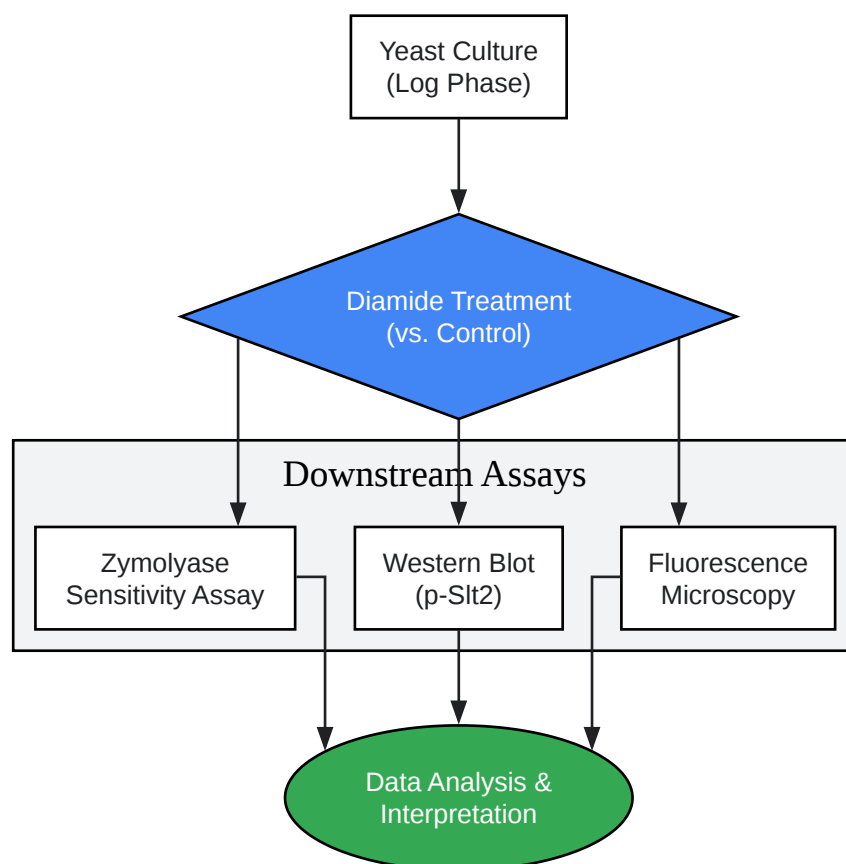 Yeast Culture
(Log Phase)
Diamide Treatment
(vs. Control)
Downstream Assays
Zymolyase
Sensitivity Assay
Western Blot
(p-Slt2)
Fluorescence
Microscopy
Data Analysis &
Interpretation